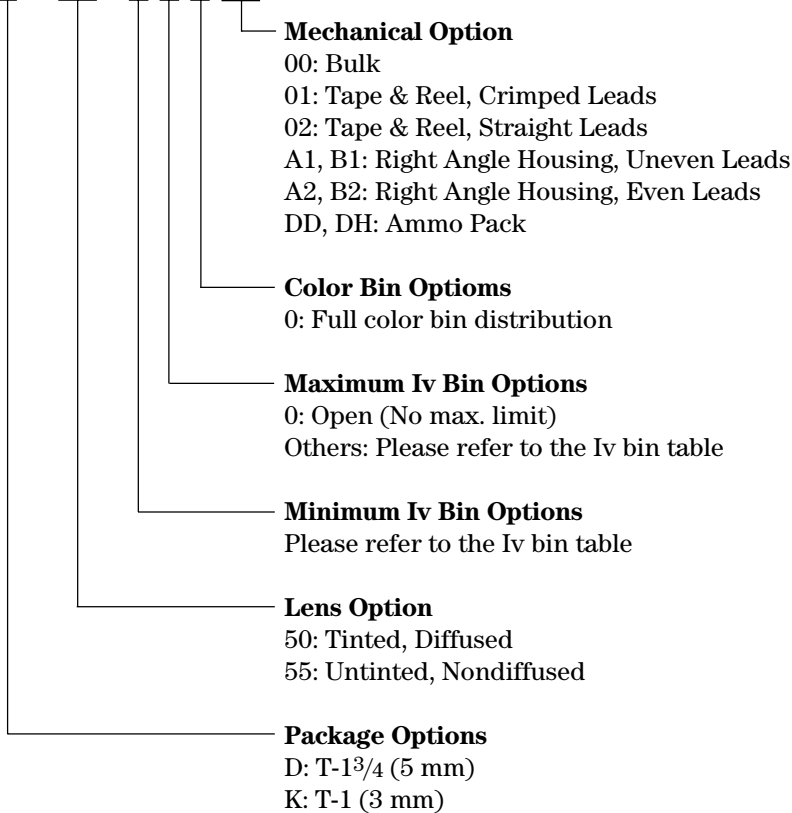 Mechanical Option
00: Bulk
01: Tape & Reel, Crimped Leads
02: Tape & Reel, Straight Leads
A1, B1: Right Angle Housing, Uneven Leads
A2, B2: Right Angle Housing, Even Leads
DD, DH: Ammo Pack
Color Bin Optioms
0: Full color bin distribution
Maximum Iv Bin Options
0: Open (No max. limit)
Others: Please refer to the Iv bin table
Minimum Iv Bin Options
Please refer to the Iv bin table
Lens Option
50: Tinted, Diffused
55: Untinted, Nondiffused
Package Options
D: T-1 3/4 (5 mm)
K: T-1 (3 mm)